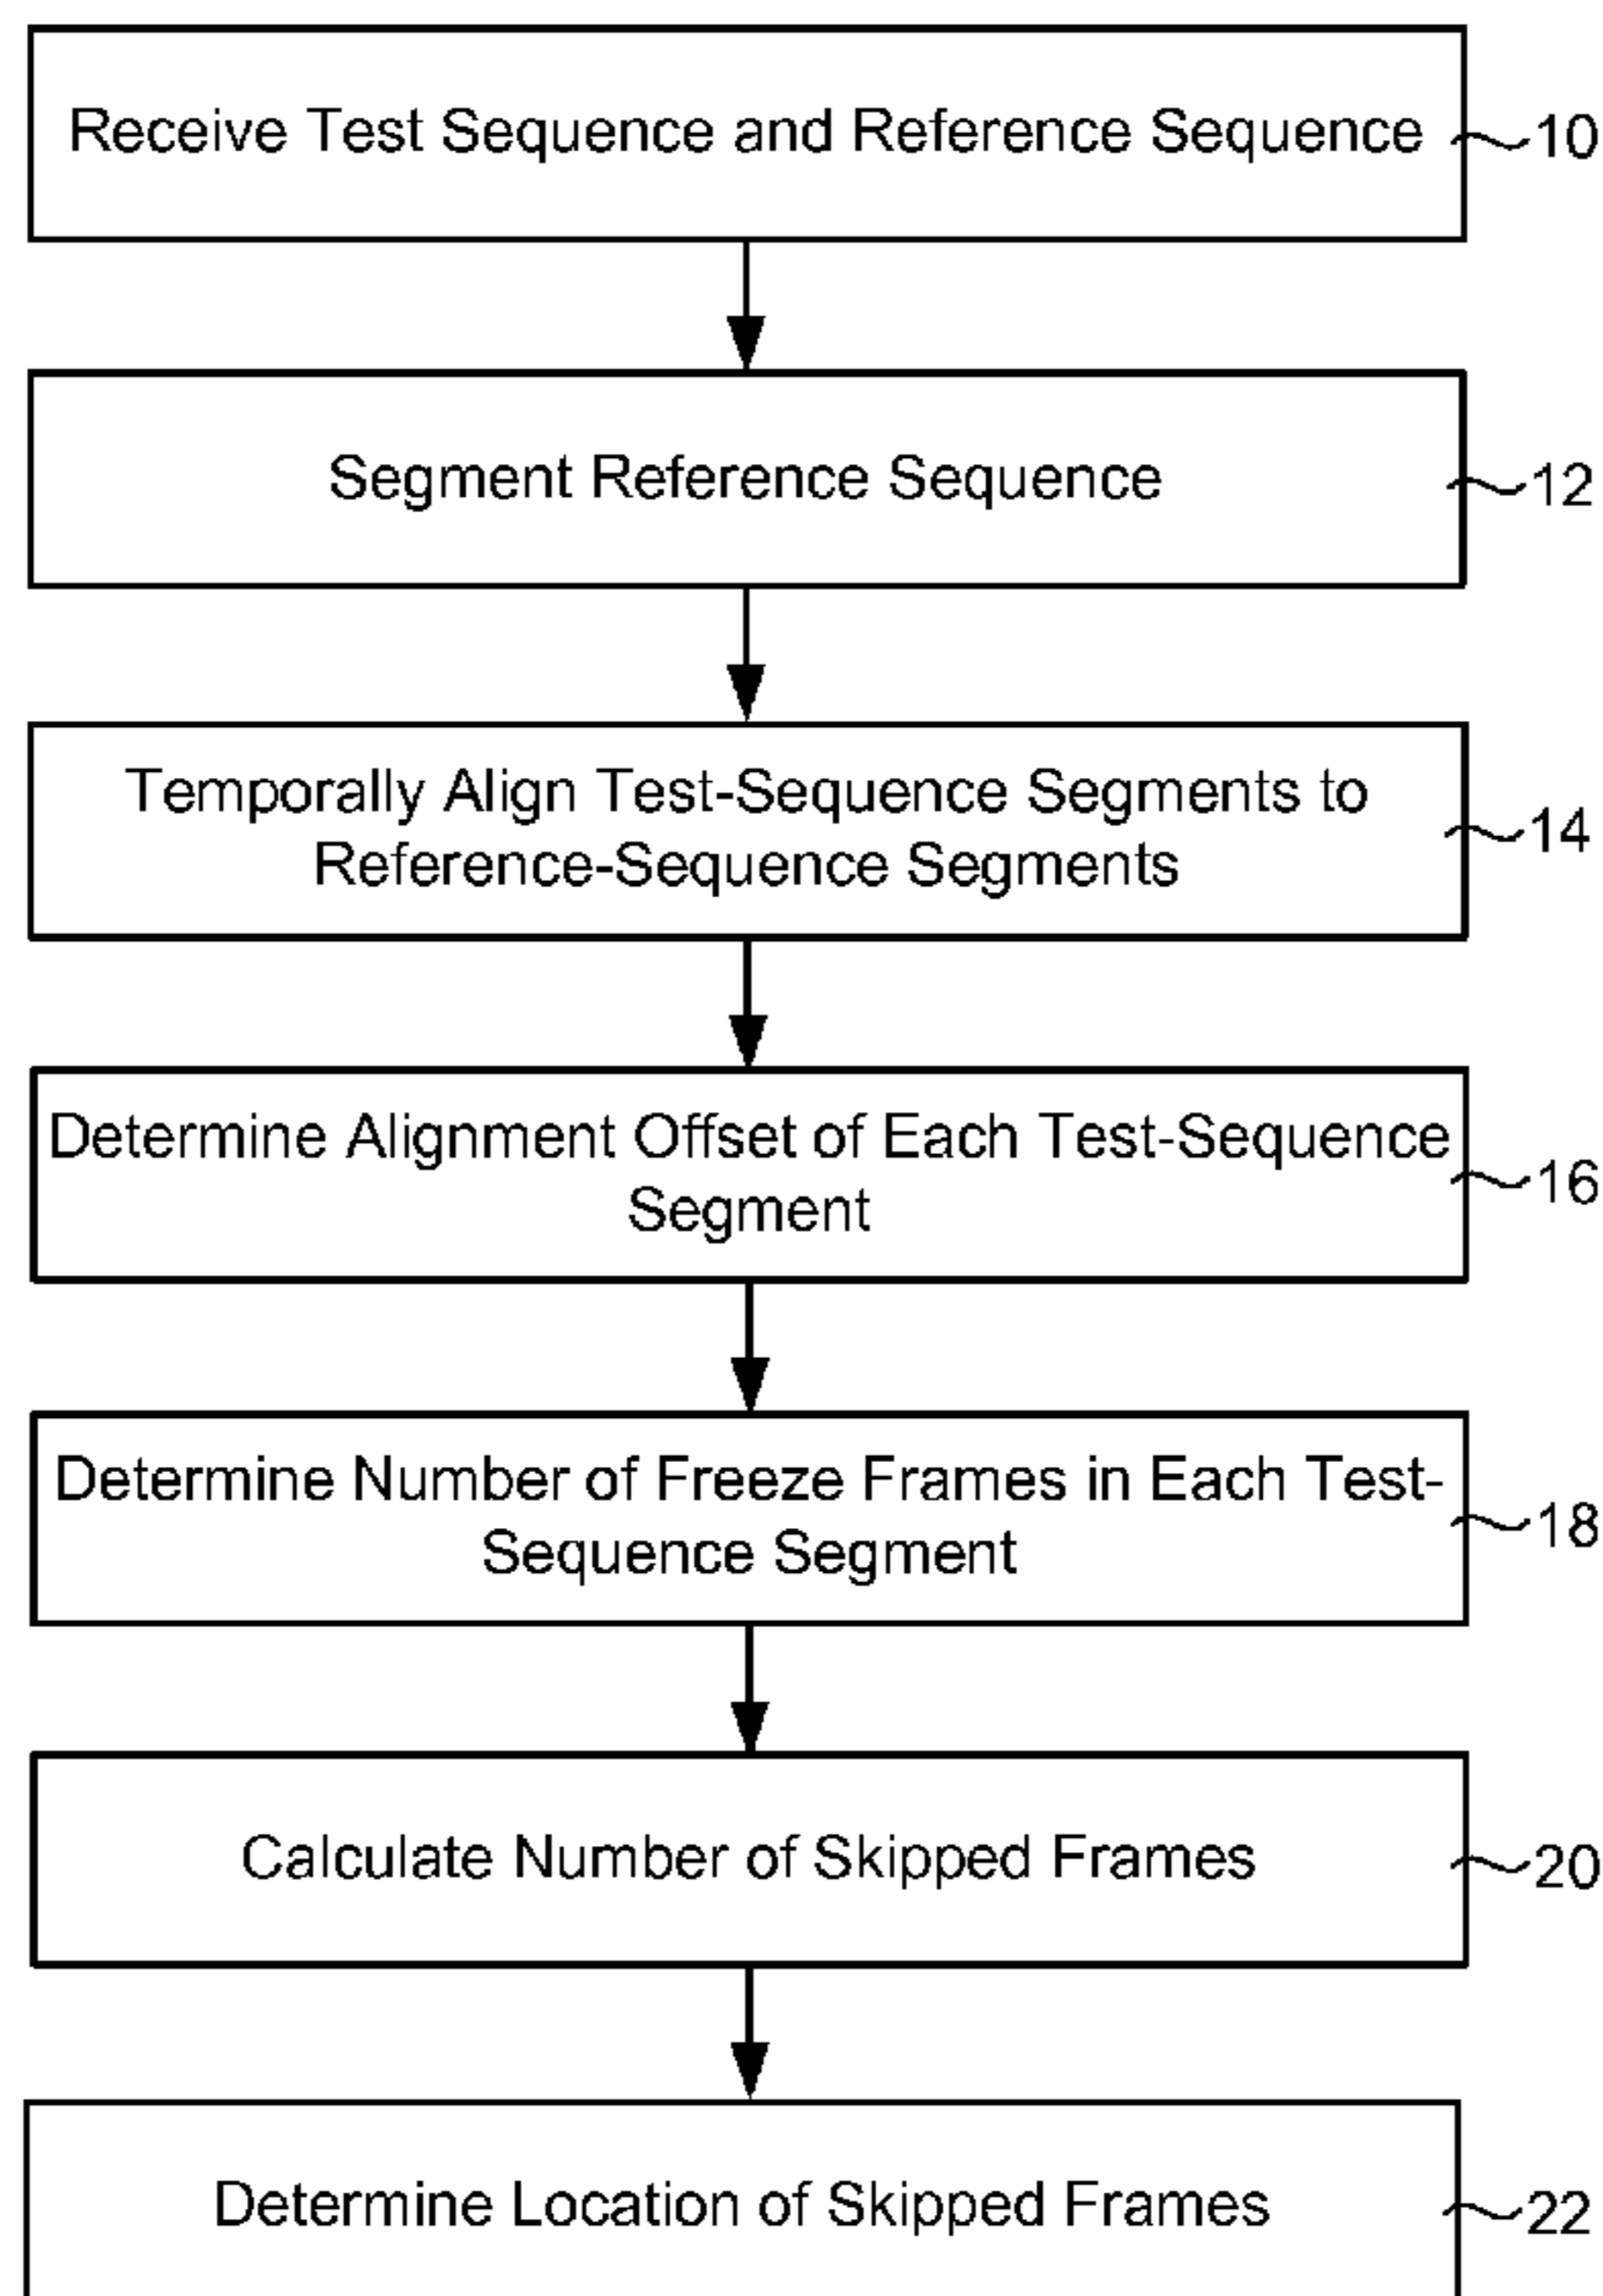 Receive Test Sequence and Reference Sequence
10
Segment Reference Sequence
12
Temporally Align Test-Sequence Segments to
Reference-Sequence Segments
14
Determine Alignment Offset of Each Test-Sequence
Segment
16
Determine Number of Freeze Frames in Each Test-
Sequence Segment
18
Calculate Number of Skipped Frames
20
Determine Location of Skipped Frames
22